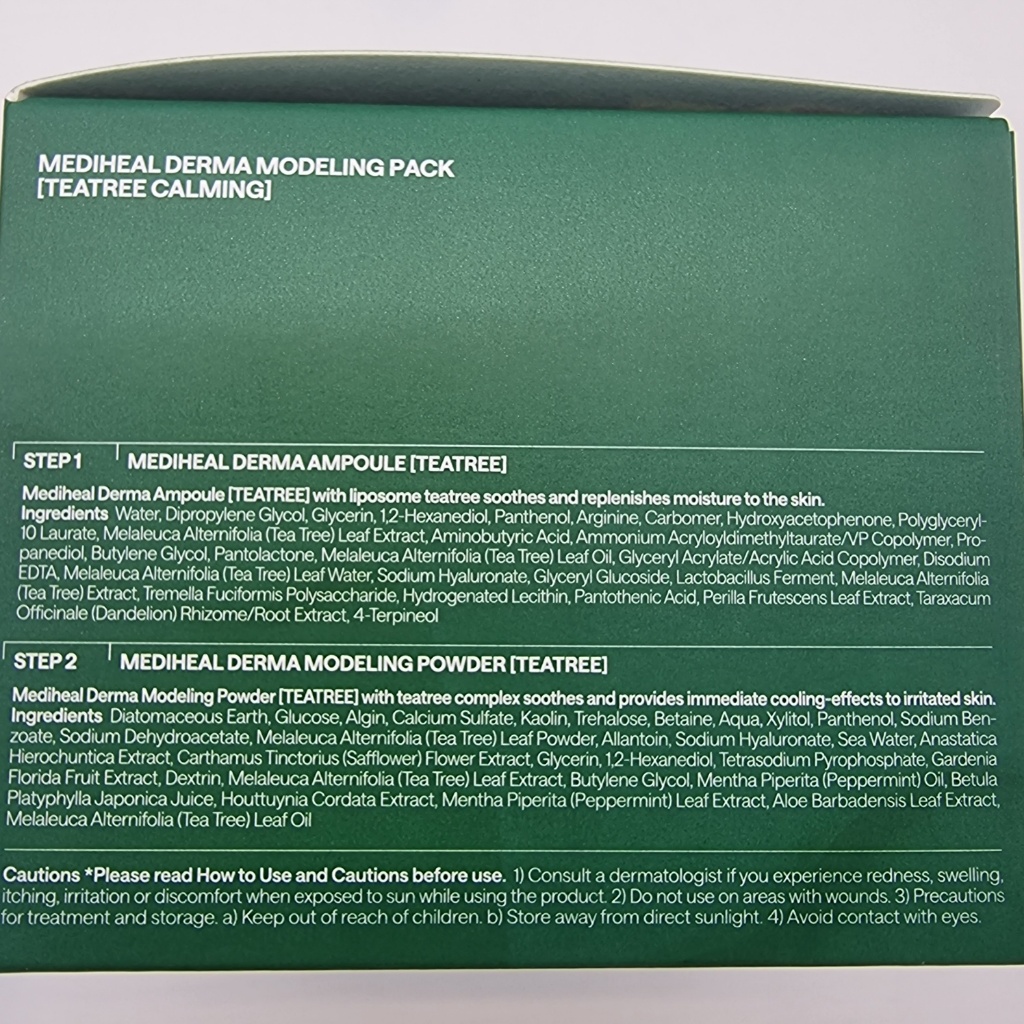 MEDIHEAL DERMA MODELING PACK
[TEATREE CALMING]
STEP 1 MEDIHEAL DERMA AMPOULE [TEATREE]
Mediheal Derma Ampoule [TEATREE] with liposome teatree soothes and replenishes moisture to the skin.
Ingredients Water, Dipropylene Glycol, Glycerin, 1,2-Hexanediol, Panthenol, Arginine, Carbomer, Hydroxyacetophenone, Polyglyceryl-
10 Laurate, Melaleuca Alternifolia (Tea Tree) Leaf Extract, Aminobutyric Acid, Ammonium Acryloyldimethyltaurate/VP Copolymer, Pro-
panediol, Butylene Glycol, Pantolactone, Melaleuca Alternifolia (Tea Tree) Leaf Oil, Glyceryl Acrylate/Acrylic Acid Copolymer, Disodium
EDTA, Melaleuca Alternifolia (Tea Tree) Leaf Water, Sodium Hyaluronate, Glyceryl Glucoside, Lactobacillus Ferment, Melaleuca Alternifolia
(Tea Tree) Extract, Tremella Fuciformis Polysaccharide, Hydrogenated Lecithin, Pantothenic Acid, Perilla Frutescens Leaf Extract, Taraxacum
Officinale (Dandelion) Rhizome/Root Extract, 4-Terpineol
STEP 2 MEDIHEAL DERMA MODELING POWDER [TEATREE]
Mediheal Derma Modeling Powder [TEATREE] with teatree complex soothes and provides immediate cooling-effects to irritated skin.
Ingredients Diatomaceous Earth, Glucose, Algin, Calcium Sulfate, Kaolin, Trehalose, Betaine, Aqua, Xylitol, Panthenol, Sodium Ben-
zoate, Sodium Dehydroacetate, Melaleuca Alternifolia (Tea Tree) Leaf Powder, Allantoin, Sodium Hyaluronate, Sea Water, Anastatica
Hierochuntica Extract, Carthamus Tinctorius (Safflower) Flower Extract, Glycerin, 1,2-Hexanediol, Tetrasodium Pyrophosphate, Gardenia
Florida Fruit Extract, Dextrin, Melaleuca Alternifolia (Tea Tree) Leaf Extract, Butylene Glycol, Mentha Piperita (Peppermint) Oil, Betula
Platyphylla Japonica Juice, Houttuynia Cordata Extract, Mentha Piperita (Peppermint) Leaf Extract, Aloe Barbadensis Leaf Extract,
Melaleuca Alternifolia (Tea Tree) Leaf Oil
Cautions *Please read How to Use and Cautions before use. 1) Consult a dermatologist if you experience redness, swelling,
itching, irritation or discomfort when exposed to sun while using the product. 2) Do not use on areas with wounds. 3) Precautions
for treatment and storage. a) Keep out of reach of children. b) Store away from direct sunlight. 4) Avoid contact with eyes.